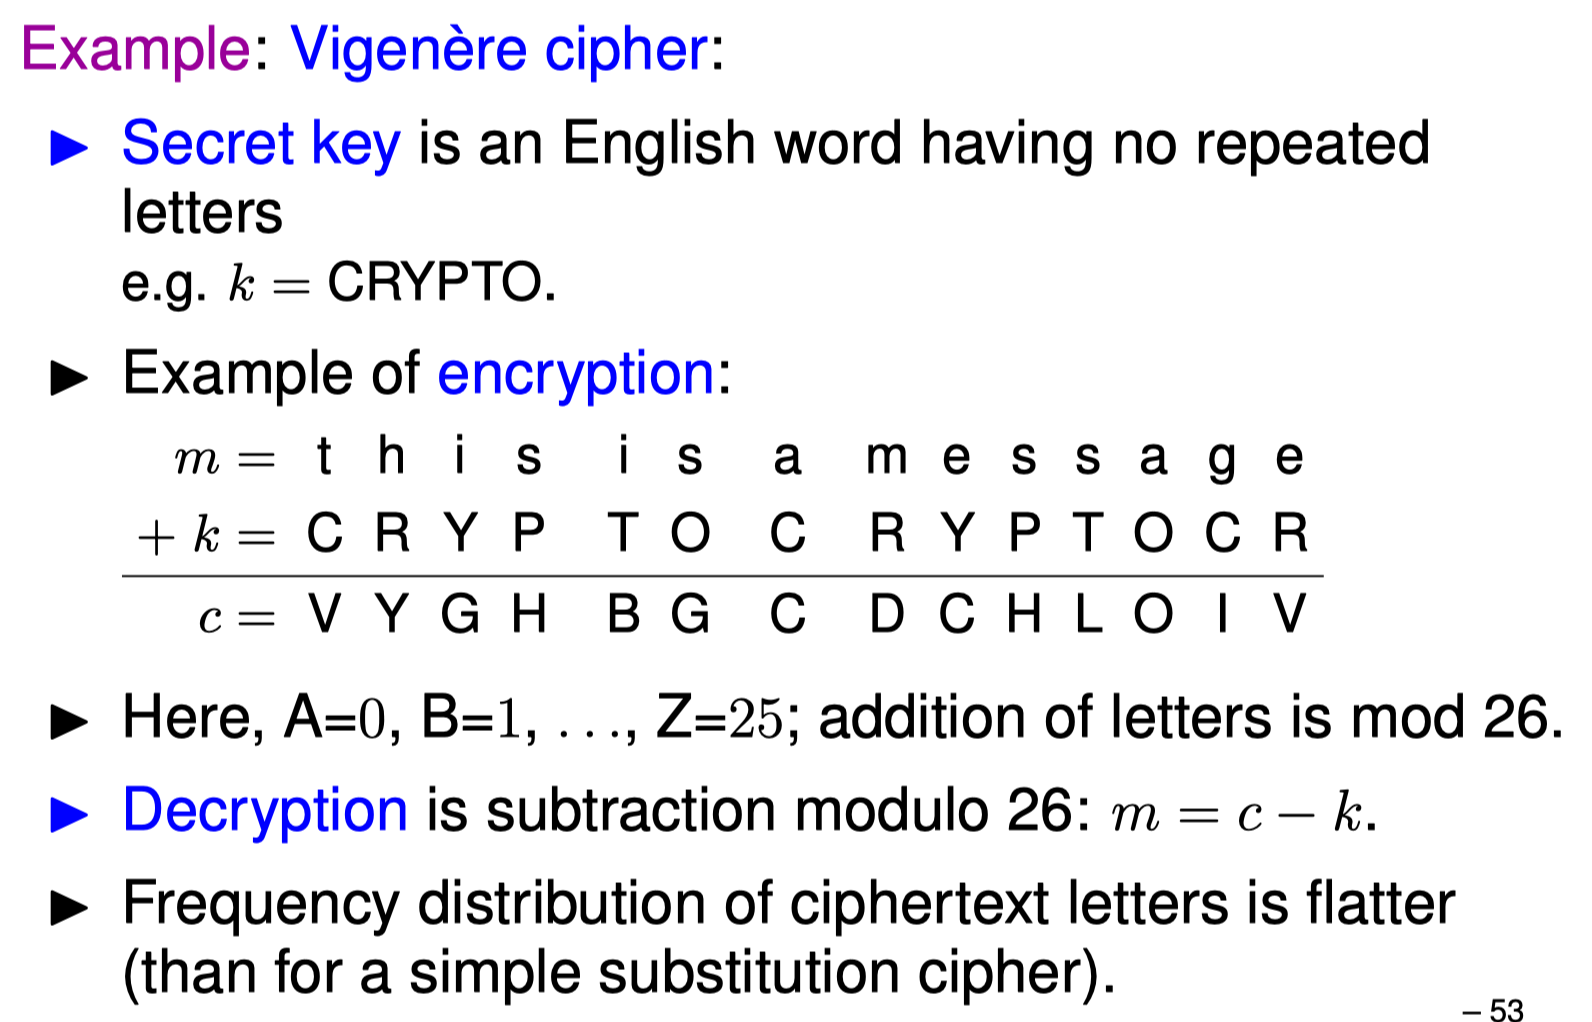 Example: Vigenère cipher:
▶ Secret key is an English word having no repeated
letters
e.g. k = CRYPTO.
▶ Example of encryption:
m = t h i s i s a m e s s a g e
+ k = C R Y P T O C R Y P T O C R
c = V Y G H B G C D C H L O I V
▶ Here, A=0, B=1, ..., Z=25; addition of letters is mod 26.
▶ Decryption is subtraction modulo 26: m = c − k.
▶ Frequency distribution of ciphertext letters is flatter
(than for a simple substitution cipher).
– 53